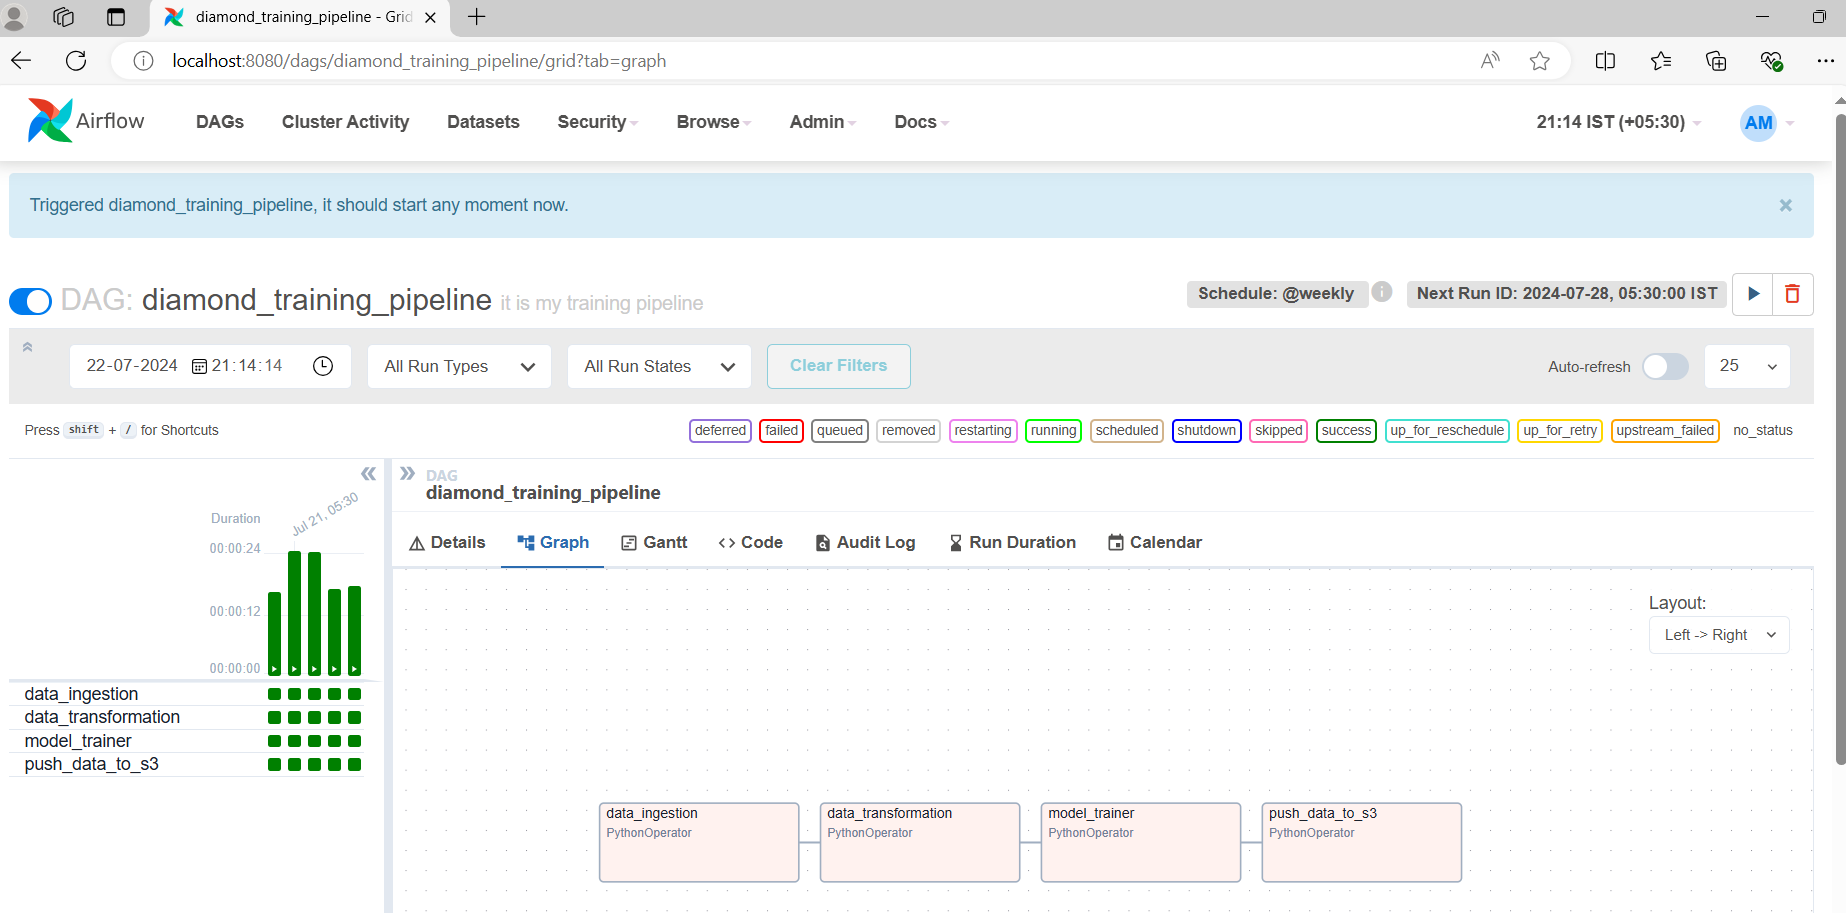 diamond_training_pipeline - Grid
localhost:8080/dags/diamond_training_pipeline/grid?tab=graph
Airflow DAGs Cluster Activity Datasets Security Browse Admin Docs 21:14 IST (+05:30) AM
Triggered diamond_training_pipeline, it should start any moment now. ×
DAG: diamond_training_pipeline it is my training pipeline Schedule: @weekly i Next Run ID: 2024-07-28, 05:30:00 IST
22-07-2024 21:14:14 All Run Types All Run States Clear Filters Auto-refresh 25
Press shift + / for Shortcuts deferred failed queued removed restarting running scheduled shutdown skipped success up_for_reschedule up_for_retry upstream_failed no_status
DAG
diamond_training_pipeline
Details Graph Gantt Code Audit Log Run Duration Calendar
Jul 21, 05:30
Duration
00:00:24
00:00:12
00:00:00
data_ingestion
data_transformation
model_trainer
push_data_to_s3
Layout:
Left -> Right
data_ingestion
PythonOperator
data_transformation
PythonOperator
model_trainer
PythonOperator
push_data_to_s3
PythonOperator